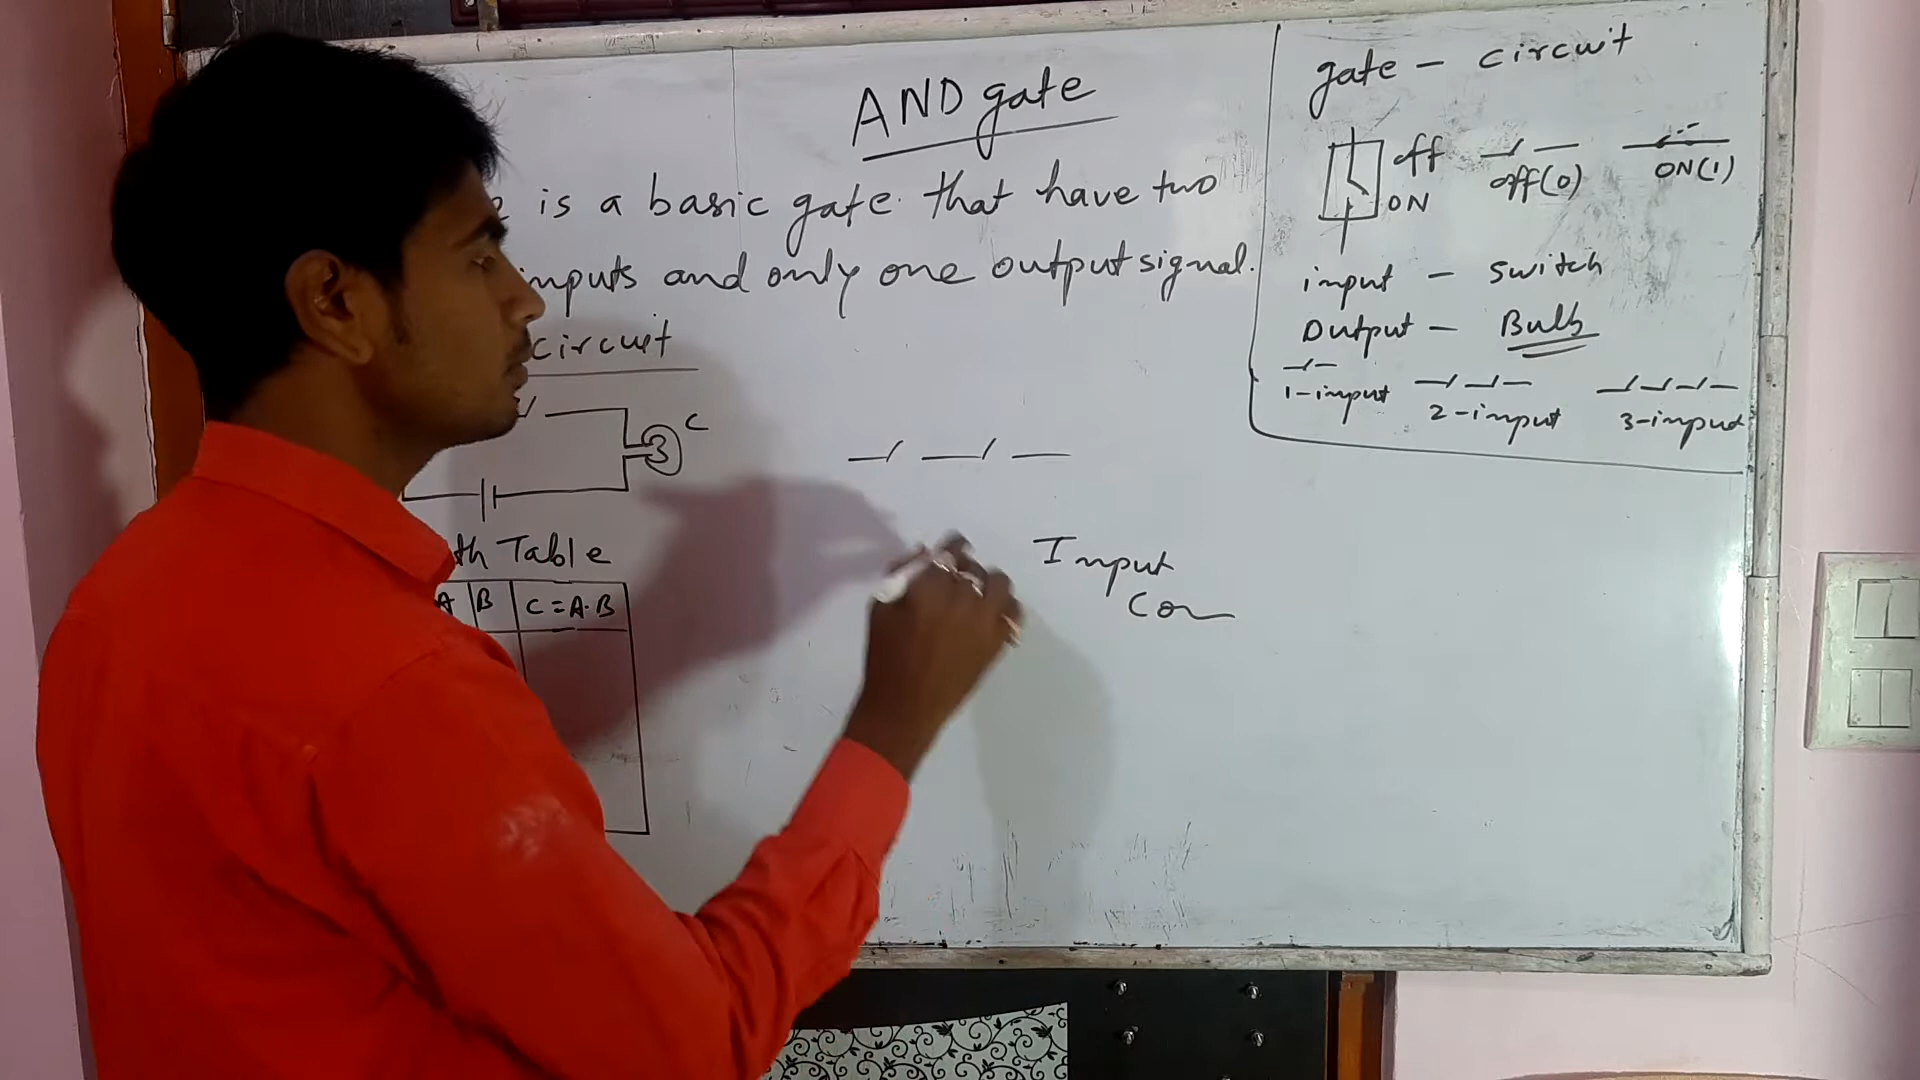 AND gate
is a basic gate. that have two
inputs and only one output signal.
circuit
C
th Table
A B C = A·B
Input
gate - circuit
off
ON
off(0)
ON(1)
input - switch
Output - Bulb
1-input 2-input 3-input